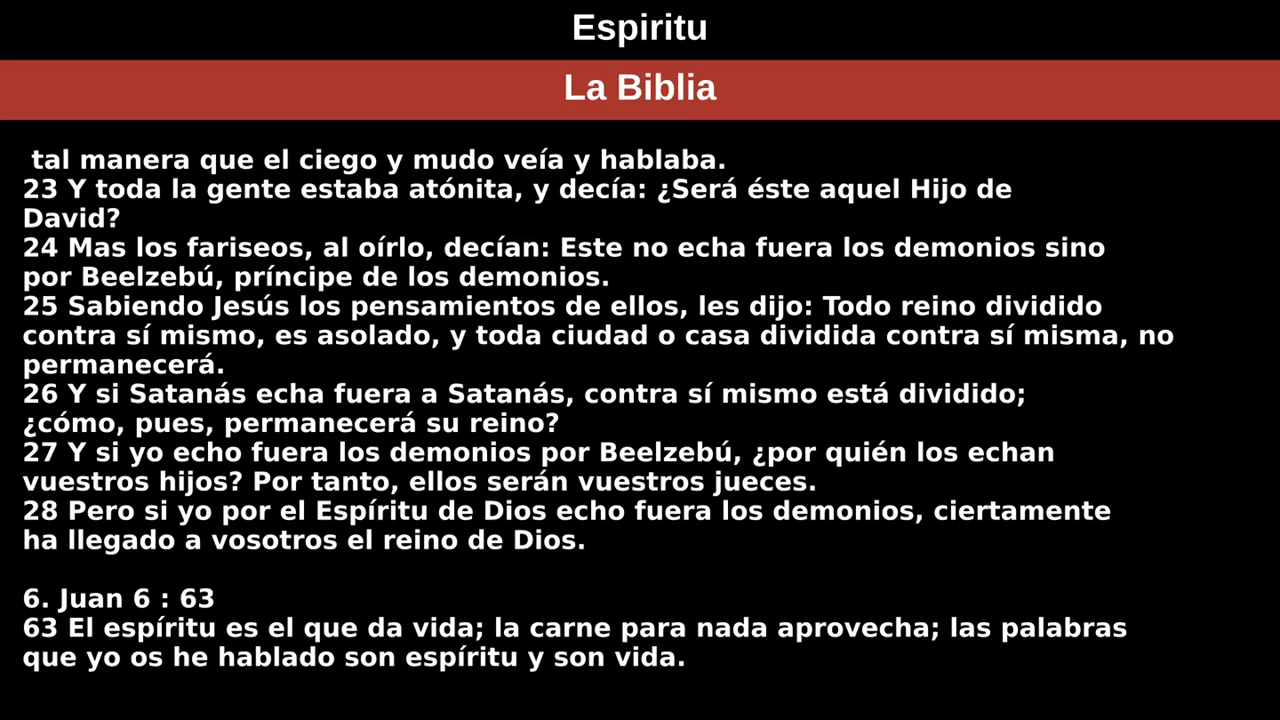 Espiritu
La Biblia
tal manera que el ciego y mudo veía y hablaba.
23 Y toda la gente estaba atónita, y decía: ¿Será éste aquel Hijo de
David?
24 Mas los fariseos, al oírlo, decían: Este no echa fuera los demonios sino
por Beelzebú, príncipe de los demonios.
25 Sabiendo Jesús los pensamientos de ellos, les dijo: Todo reino dividido
contra sí mismo, es asolado, y toda ciudad o casa dividida contra sí misma, no
permanecerá.
26 Y si Satanás echa fuera a Satanás, contra sí mismo está dividido;
¿cómo, pues, permanecerá su reino?
27 Y si yo echo fuera los demonios por Beelzebú, ¿por quién los echan
vuestros hijos? Por tanto, ellos serán vuestros jueces.
28 Pero si yo por el Espíritu de Dios echo fuera los demonios, ciertamente
ha llegado a vosotros el reino de Dios.
6. Juan 6 : 63
63 El espíritu es el que da vida; la carne para nada aprovecha; las palabras
que yo os he hablado son espíritu y son vida.